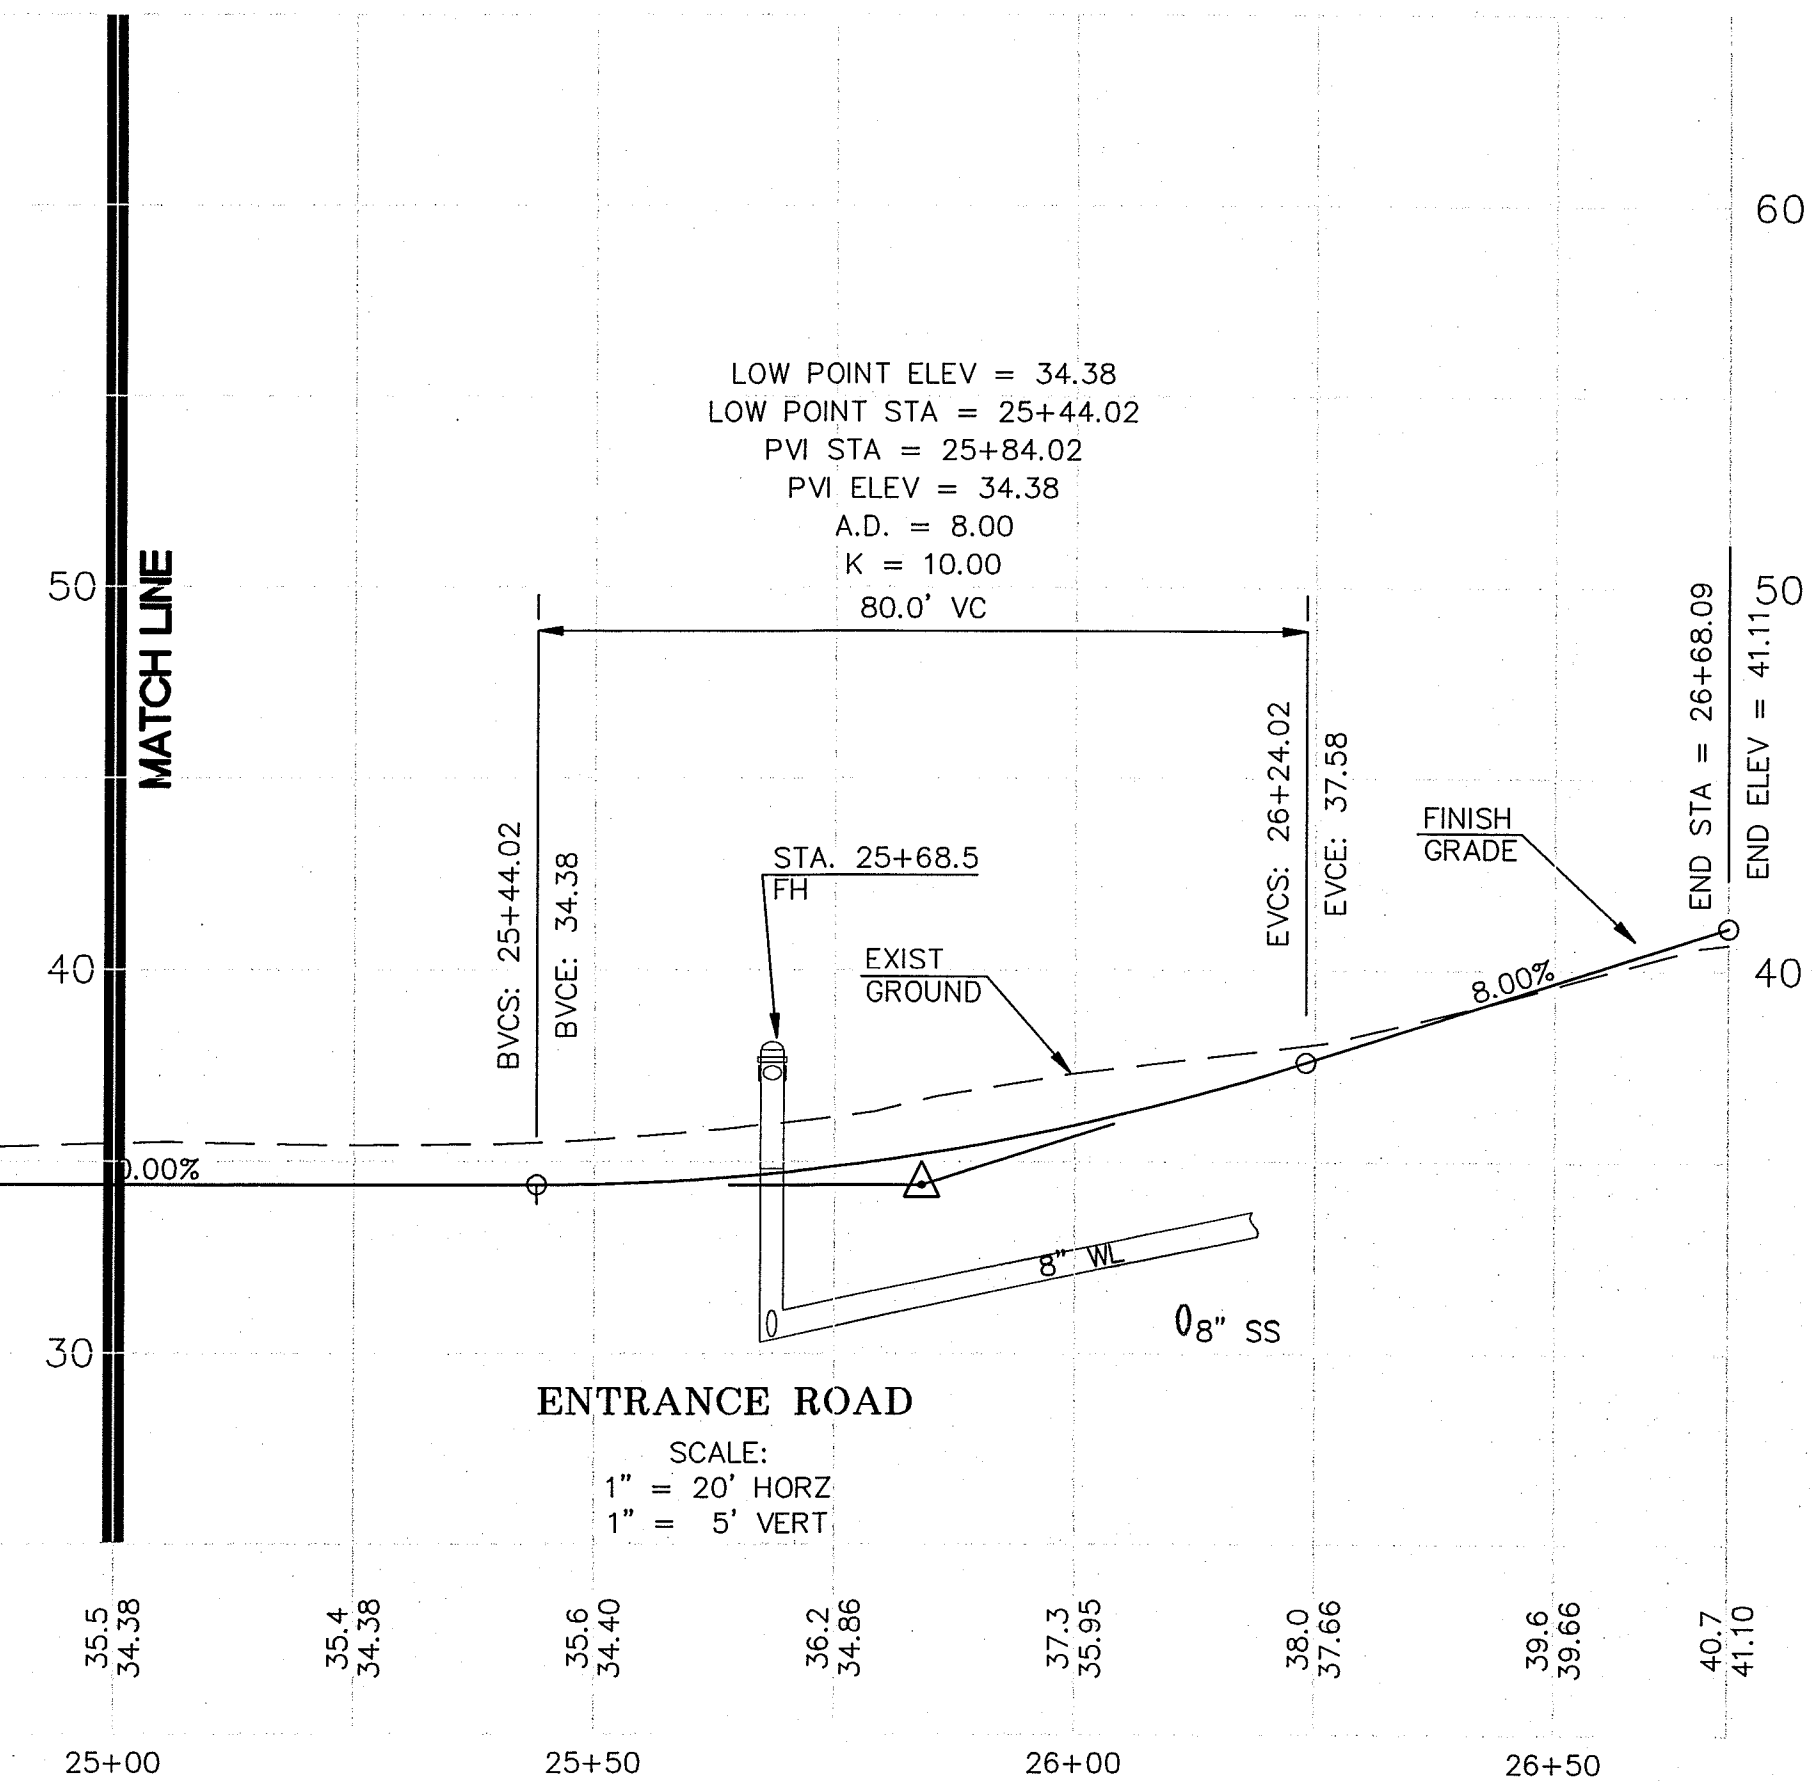 60
LOW POINT ELEV = 34.38
LOW POINT STA = 25+44.02
PVI STA = 25+84.02
PVI ELEV = 34.38
A.D. = 8.00
K = 10.00
80.0' VC
50
50
MATCH LINE
BVCS: 25+44.02
BVCE: 34.38
STA. 25+68.5
FH
EXIST
GROUND
EVCS: 26+24.02
EVCE: 37.58
FINISH
GRADE
END STA = 26+68.09
END ELEV = 41.11
40
40
8.00%
0.00%
8" WL
8" SS
30
ENTRANCE ROAD
SCALE:
1" = 20' HORZ
1" = 5' VERT
35.5
34.38
35.4
34.38
35.6
34.40
36.2
34.86
37.3
35.95
38.0
37.66
39.6
39.66
40.7
41.10
25+00
25+50
26+00
26+50